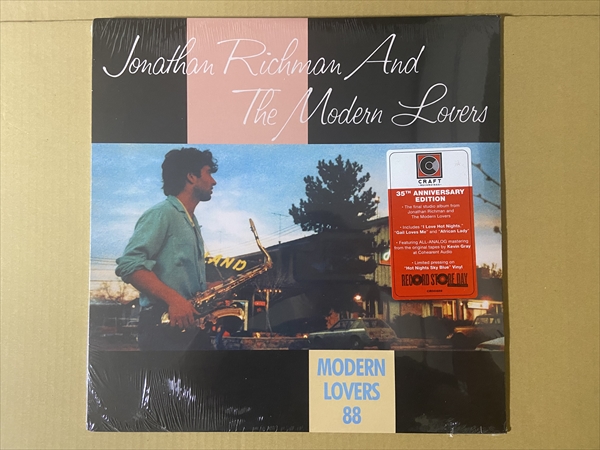 Jonathan Richman And
The Modern Lovers
CRAFT
RECORDINGS
35TH ANNIVERSARY
EDITION
• The final studio album from
Jonathan Richman and
The Modern Lovers
• Includes "I Love Hot Nights,"
"Gail Loves Me" and "African Lady"
• Featuring ALL-ANALOG mastering
from the original tapes by Kevin Gray
at Cohearent Audio
• Limited pressing on
"Hot Nights Sky Blue" Vinyl
RECORD STORE DAY
AND
MODERN
LOVERS
88